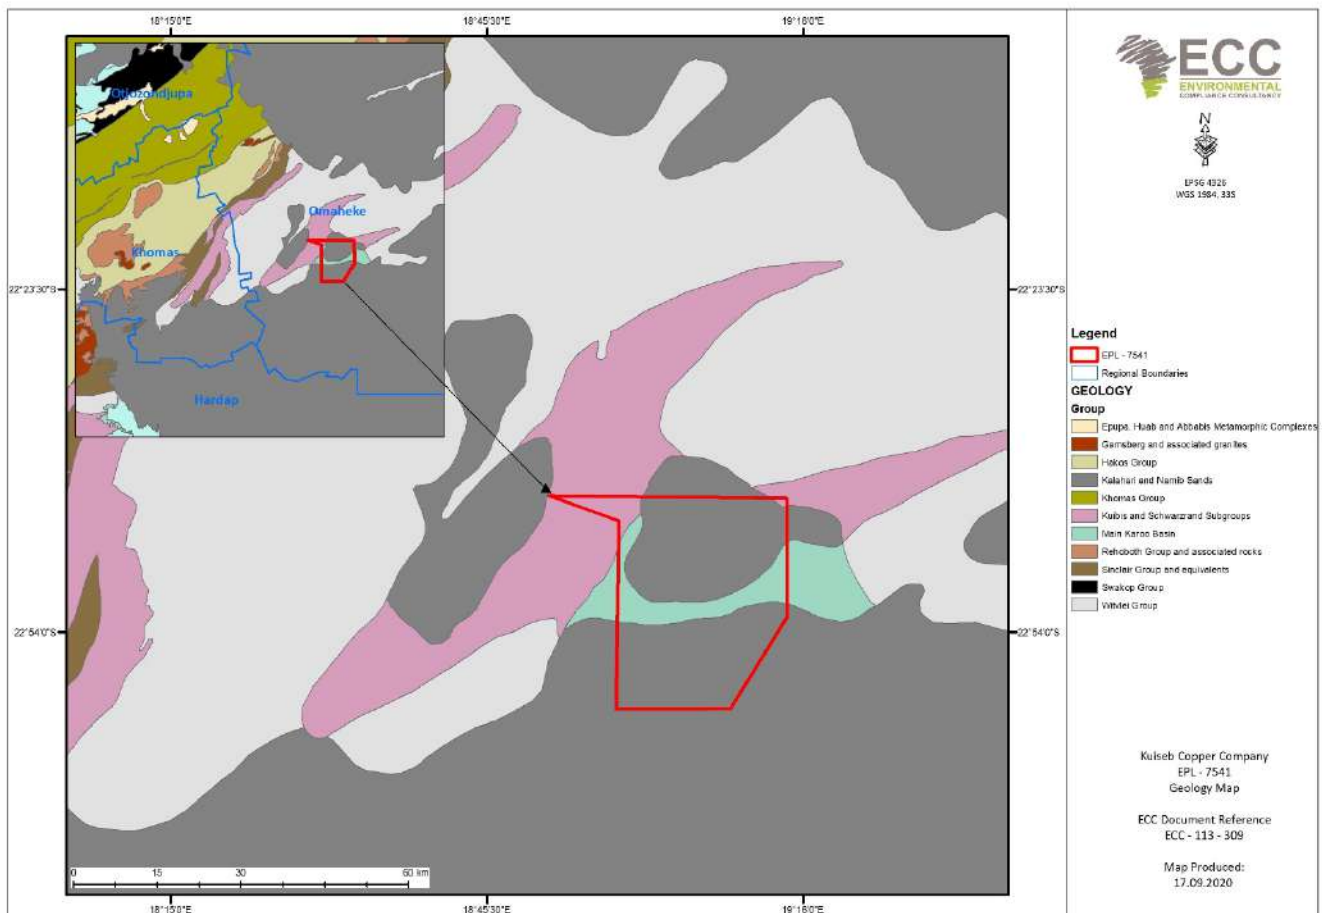 18°15'0"E
18°45'30"E
19°16'0"E
22°23'30"S
22°54'0"S
22°23'30"S
22°54'0"S
18°15'0"E
18°45'30"E
19°16'0"E
Otjozondjupa
Omaheke
Khomas
Hardap
0 15 30 60 km
ECC
ENVIRONMENTAL
COMPLIANCE CONSULTANCY
N
EPSG 4326
WGS 1984, 33S
Legend
EPL - 7541
Regional Boundaries
GEOLOGY
Group
Epupa, Huab and Abbabis Metamorphic Complexes
Gamsberg and associated granites
Hakos Group
Kalahari and Namib Sands
Khomas Group
Kuibis and Schwarzrand Subgroups
Main Karoo Basin
Rehoboth Group and associated rocks
Sinclair Group and equivalents
Swakop Group
Witvlei Group
Kuiseb Copper Company
EPL - 7541
Geology Map
ECC Document Reference
ECC - 113 - 309
Map Produced:
17.09.2020